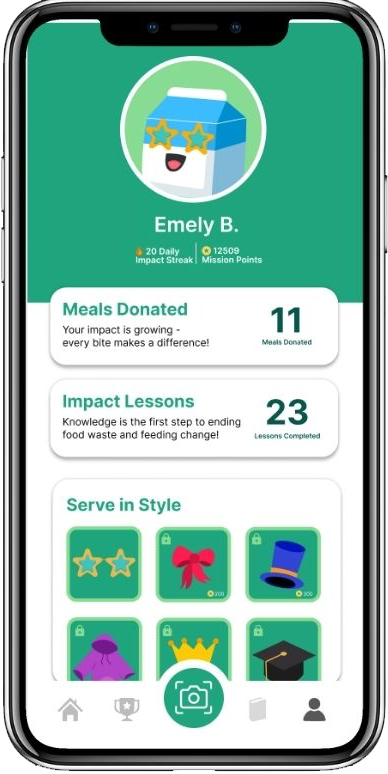 Emely B.
20 Daily
Impact Streak
12509
Mission Points
Meals Donated
Your impact is growing -
every bite makes a difference!
11
Meals Donated
Impact Lessons
Knowledge is the first step to ending
food waste and feeding change!
23
Lessons Completed
Serve in Style
200